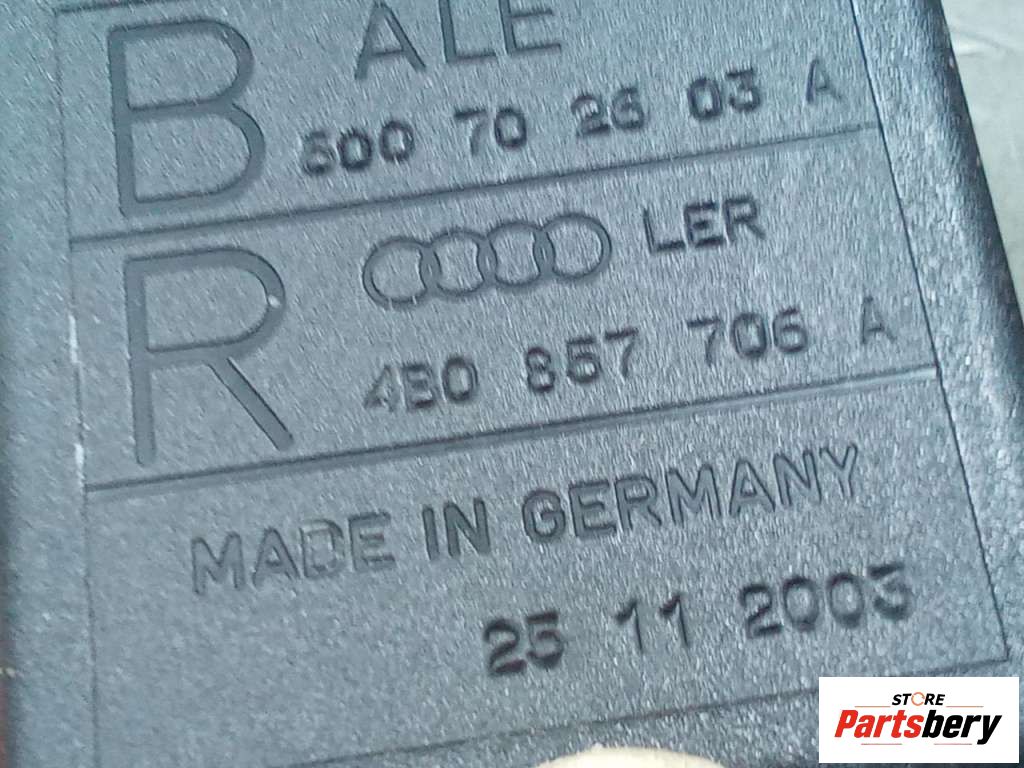 B ALE
600 70 26 03 A
R LER
4B0 857 706 A
MADE IN GERMANY
25 11 2003
STORE
Partsbery